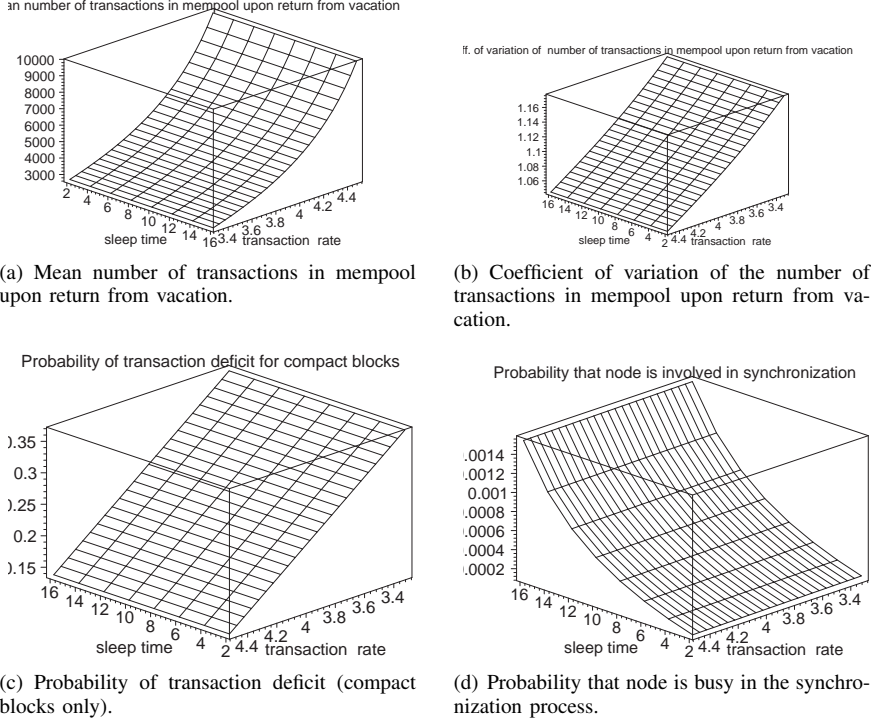 an number of transactions in mempool upon return from vacation
10000
9000
8000
7000
6000
5000
4000
3000
2 4 6 8 10 12 14 16
sleep time
3.4 3.6 3.8 4 4.2 4.4
transaction rate
(a) Mean number of transactions in mempool
upon return from vacation.
ff. of variation of number of transactions in mempool upon return from vacation
1.16
1.14
1.12
1.1
1.08
1.06
16 14 12 10 8 6 4 2
sleep time
4.4 4.2 4 3.8 3.6 3.4
transaction rate
(b) Coefficient of variation of the number of
transactions in mempool upon return from va-
cation.
Probability of transaction deficit for compact blocks
0.35
0.3
0.25
0.2
0.15
16 14 12 10 8 6 4 2
sleep time
4.4 4.2 4 3.8 3.6 3.4
transaction rate
(c) Probability of transaction deficit (compact
blocks only).
Probability that node is involved in synchronization
.0014
.0012
0.001
.0008
.0006
.0004
.0002
16 14 12 10 8 6 4 2
sleep time
4.4 4.2 4 3.8 3.6 3.4
transaction rate
(d) Probability that node is busy in the synchro-
nization process.